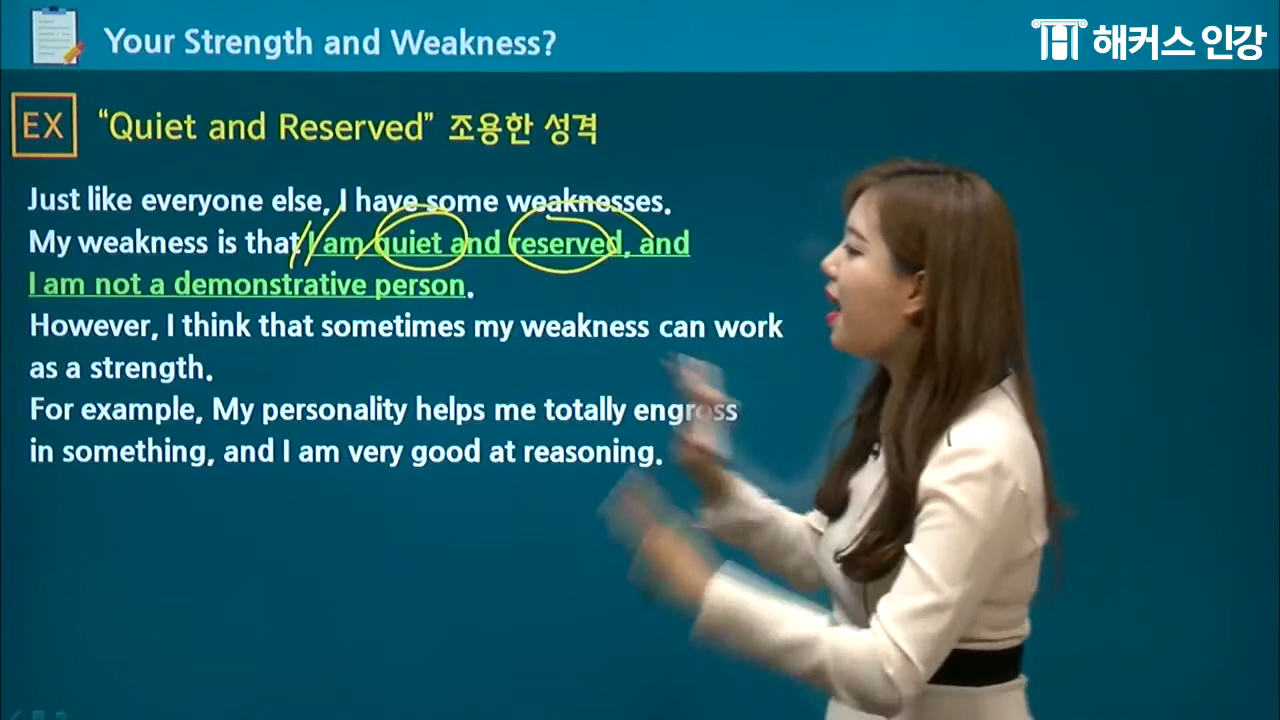 Your Strength and Weakness?
해커스 인강
EX
“Quiet and Reserved” 조용한 성격
Just like everyone else, I have some weaknesses.
My weakness is that I am quiet and reserved, and
I am not a demonstrative person.
However, I think that sometimes my weakness can work
as a strength.
For example, My personality helps me totally engross
in something, and I am very good at reasoning.